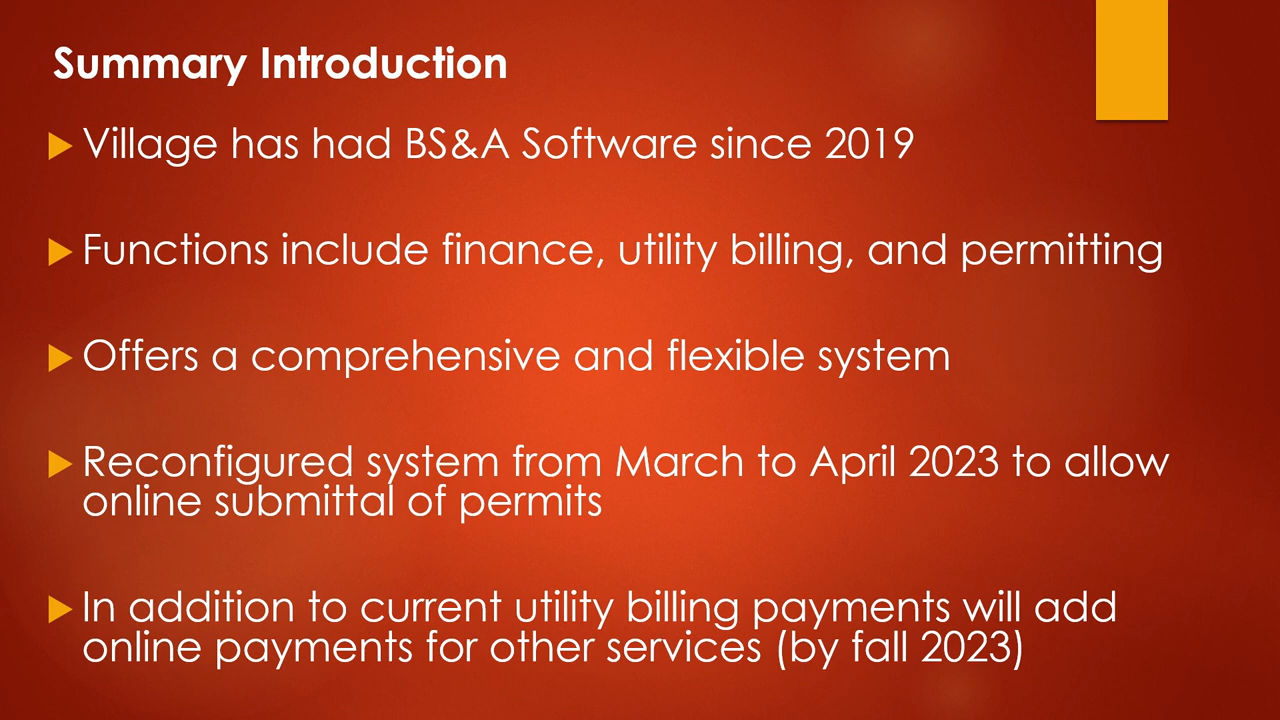 Summary Introduction
Village has had BS&A Software since 2019
Functions include finance, utility billing, and permitting
Offers a comprehensive and flexible system
Reconfigured system from March to April 2023 to allow
online submittal of permits
In addition to current utility billing payments will add
online payments for other services (by fall 2023)